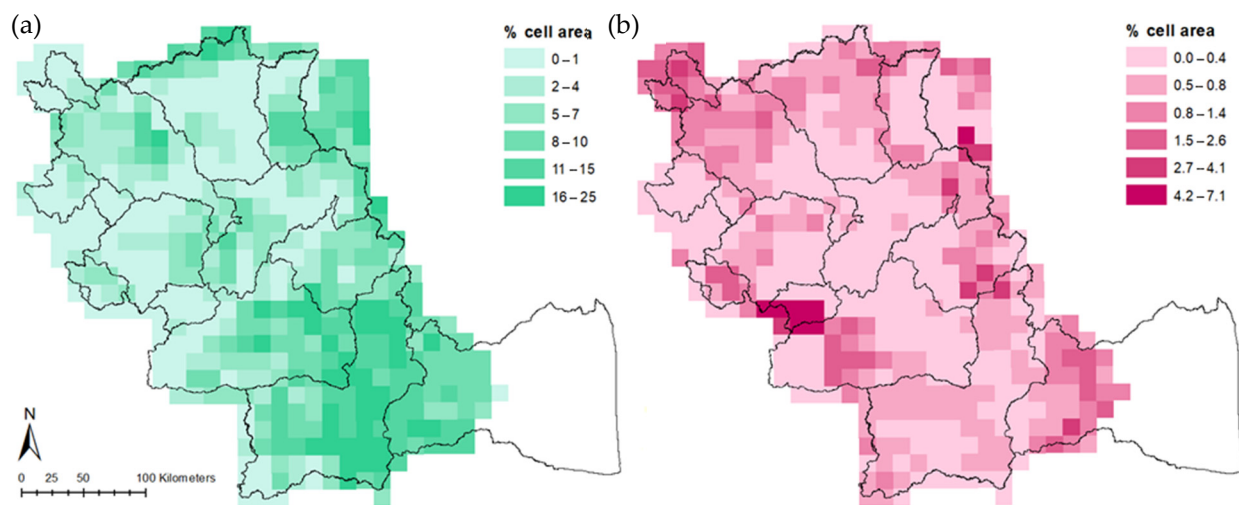 (a)
% cell area
0 – 1
2 – 4
5 – 7
8 – 10
11 – 15
16 – 25
N
0 25 50 100 Kilometers
(b)
% cell area
0.0 – 0.4
0.5 – 0.8
0.8 – 1.4
1.5 – 2.6
2.7 – 4.1
4.2 – 7.1